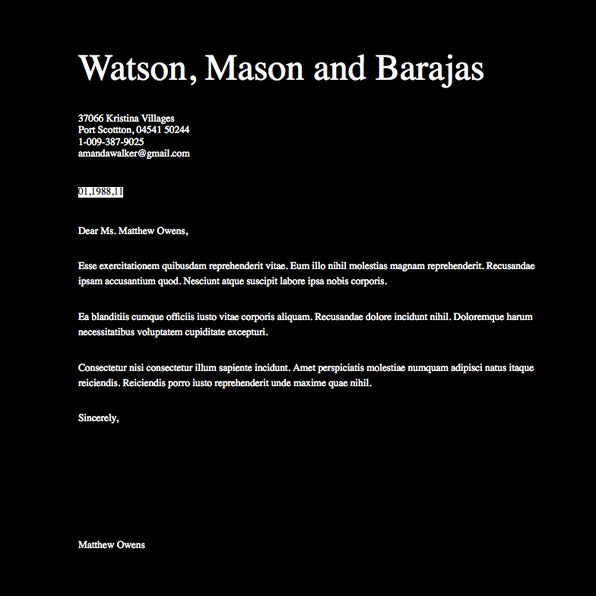 Watson, Mason and Barajas
37066 Kristina Villages
Port Scottton, 04541 50244
1-009-387-9025
amandawalker@gmail.com
01,1988,11
Dear Ms. Matthew Owens,
Esse exercitationem quibusdam reprehenderit vitae. Eum illo nihil molestias magnam reprehenderit. Recusandae
ipsam accusantium quod. Nesciunt atque suscipit labore ipsa nobis corporis.
Ea blanditiis cumque officiis iusto vitae corporis aliquam. Recusandae dolore incidunt nihil. Doloremque harum
necessitatibus voluptatem cupiditate excepturi.
Consectetur nisi consectetur illum sapiente incidunt. Amet perspiciatis molestiae numquam adipisci natus itaque
reiciendis. Reiciendis porro iusto reprehenderit unde maxime quae nihil.
Sincerely,
Matthew Owens